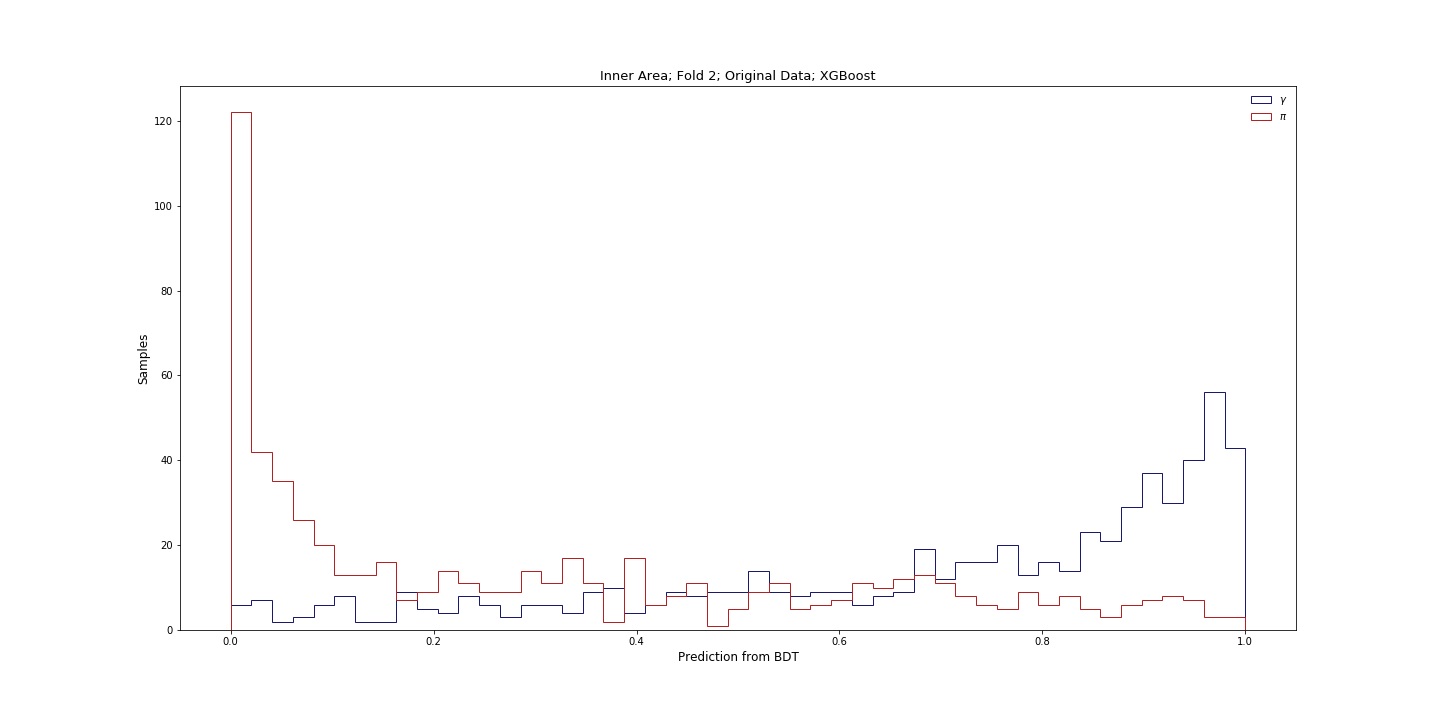 Inner Area; Fold 2; Original Data; XGBoost
γ
π
120
100
80
60
40
20
0
Samples
0.0 0.2 0.4 0.6 0.8 1.0
Prediction from BDT